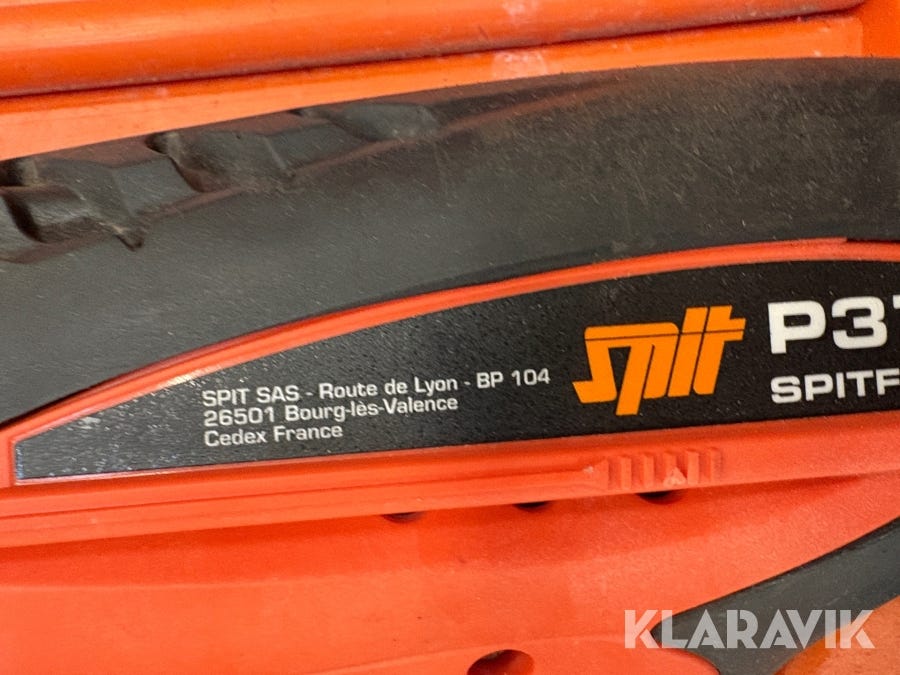 SPIT SAS - Route de Lyon - BP 104
26501 Bourg-lès-Valence
Cedex France
spit
KLARAVIK